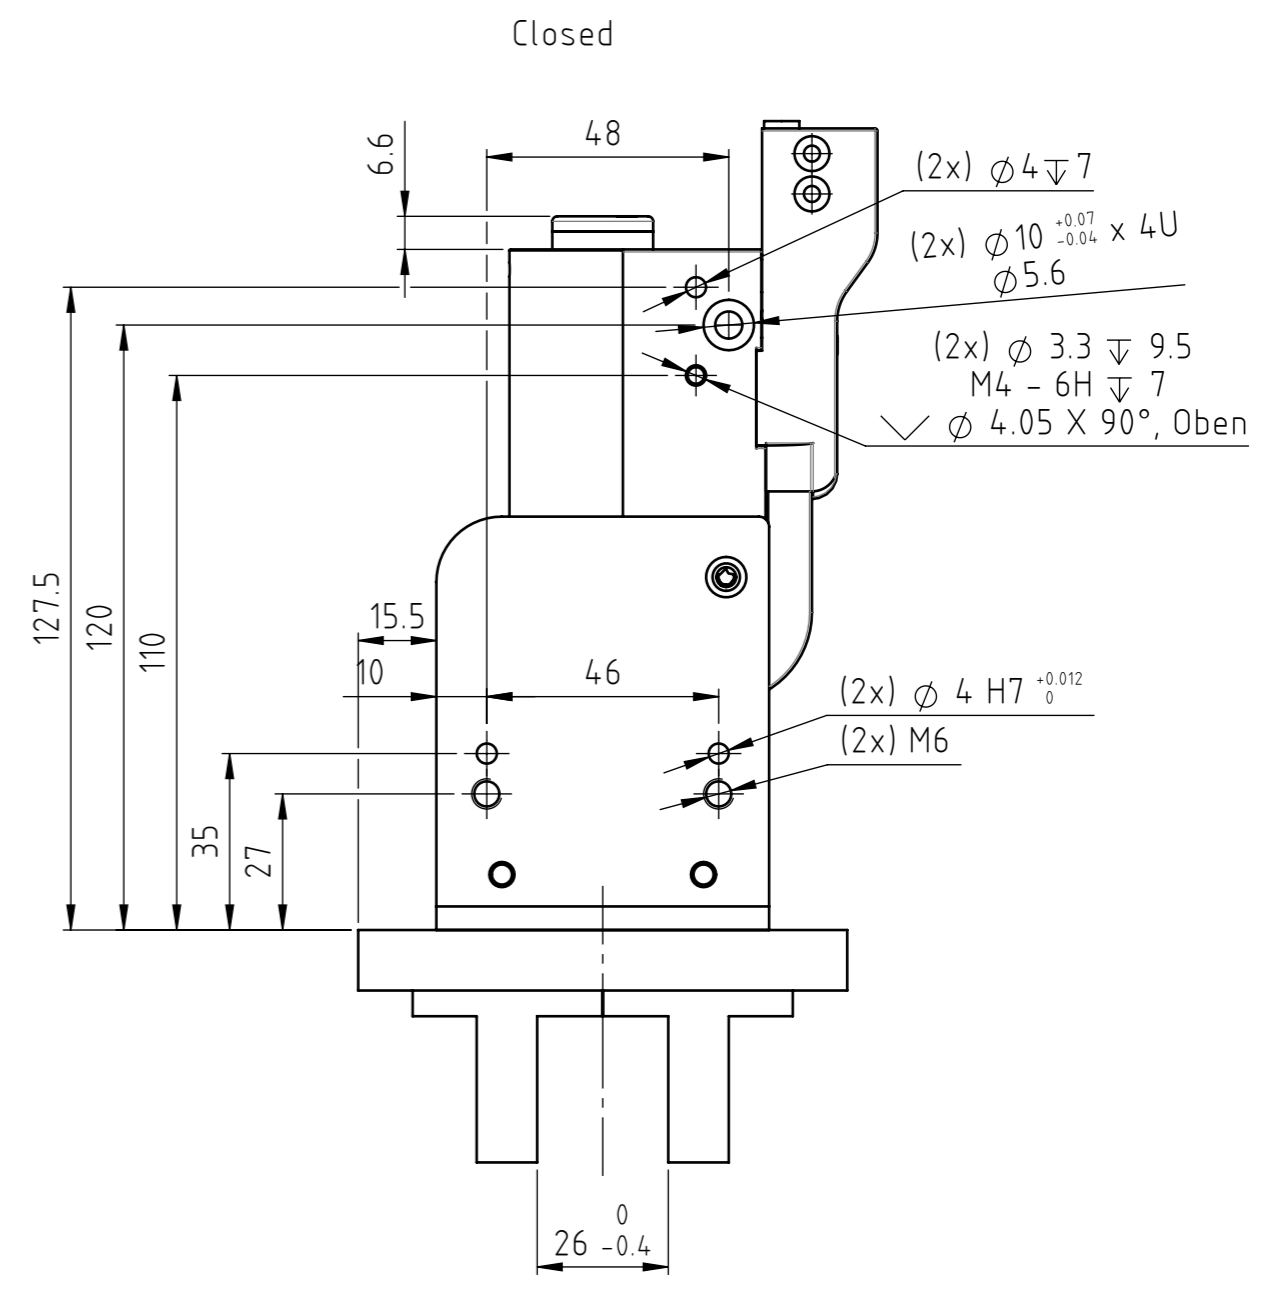 Closed
48
6.6
(2x) ⌀4↧7
(2x) ⌀10 +0.07 -0.04 x 4U
⌀5.6
(2x) ⌀ 3.3 ↧ 9.5
M4 - 6H ↧ 7
⌵ ⌀ 4.05 X 90°, Oben
127.5
120
110
15.5
10
46
(2x) ⌀ 4 H7 +0.012 0
(2x) M6
35
27
26 0 -0.4